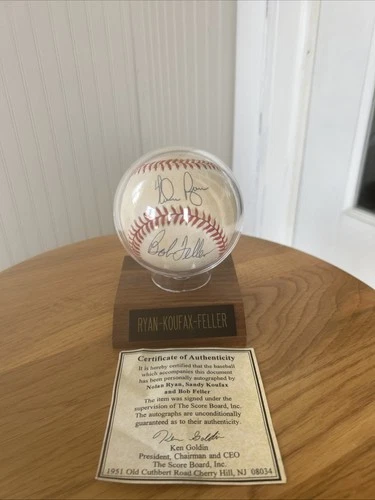 Nolan Ryan
Bob Feller
RYAN-KOUFAX-FELLER
Certificate of Authenticity
It is hereby certified that the baseball
which accompanies this document
has been personally autographed by
Nolan Ryan, Sandy Koufax
and Bob Feller
The item was signed under the
supervision of The Score Board, Inc.
The autographs are unconditionally
guaranteed as to their authenticity.
Ken Goldin
Ken Goldin
President, Chairman and CEO
The Score Board, Inc.
1951 Old Cuthbert Road Cherry Hill, NJ 08034